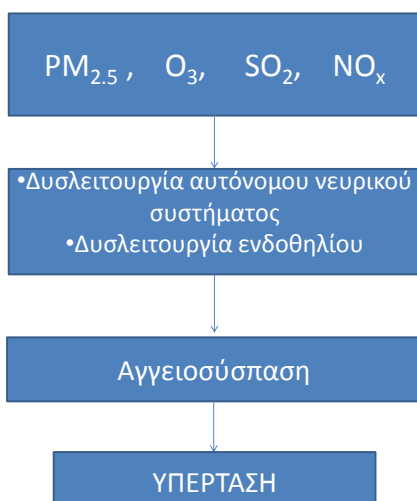 PM₂.₅ , O₃, SO₂, NOₓ
•Δυσλειτουργία αυτόνομου νευρικού
συστήματος
•Δυσλειτουργία ενδοθηλίου
Αγγειοσύσπαση
ΥΠΕΡΤΑΣΗ